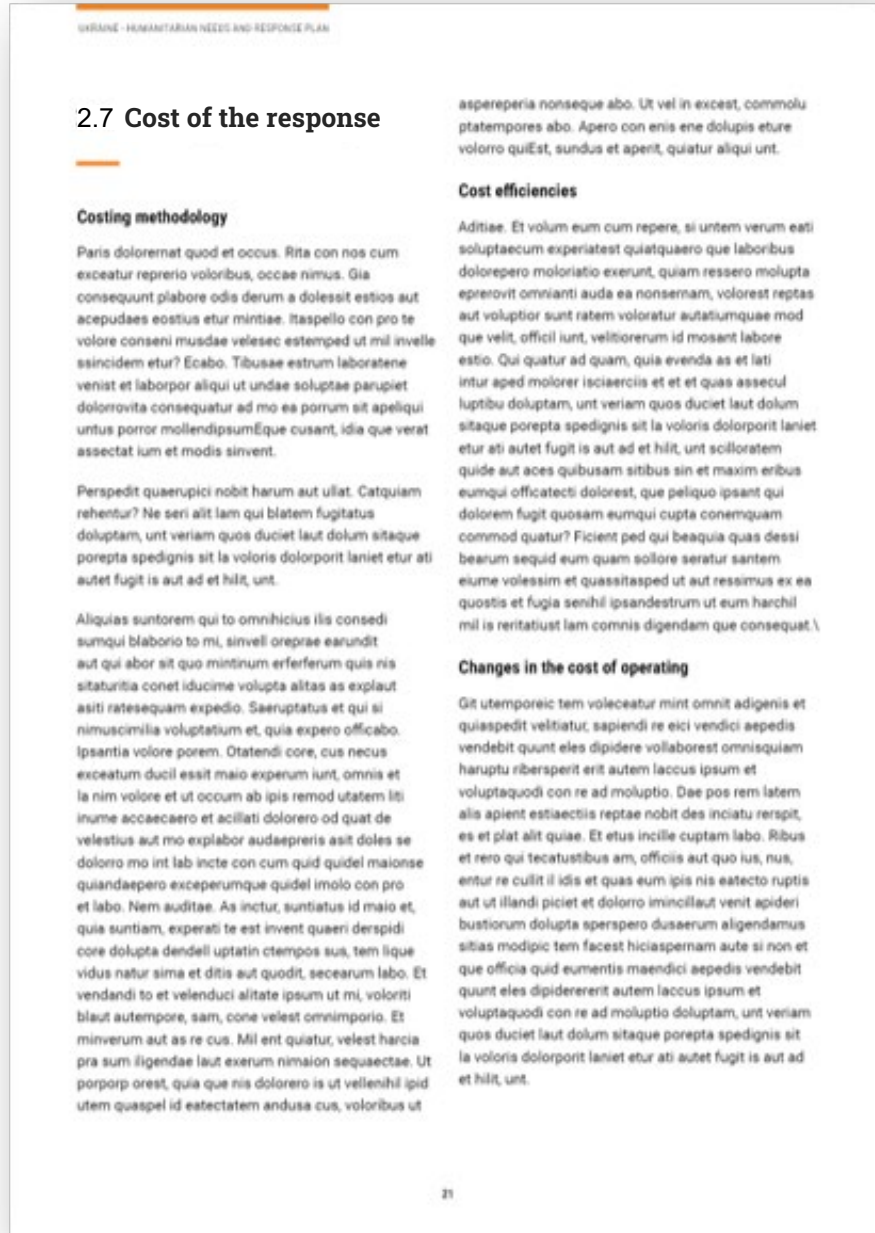 UKRAINE - HUMANITARIAN NEEDS AND RESPONSE PLAN
2.7 Cost of the response
Costing methodology
Paris dolorernat quod et occus. Rita con nos cum
exceatur reprerio voloribus, occae nimus. Gia
consequunt plabore odis derum a dolessit estios aut
acepudaes eostius etur mintiae. Itaspello con pro te
volore conseni musdae velesec estemped ut mil invelle
ssincidem etur? Ecabo. Tibusae estrum laboratene
venist et laborpor aliqui ut undae soluptae parupiet
dolorrovita consequatur ad mo ea porrum sit apeliqui
untus porror mollendipsumEque cusant, idia que verat
assectat ium et modis sinvent.
Perspedit quaerupici nobit harum aut ullat. Catquiam
rehentur? Ne seri alit lam qui blatem fugitatus
doluptam, unt veriam quos duciet laut dolum sitaque
porepta spedignis sit la voloris dolorporit laniet etur ati
autet fugit is aut ad et hilit, unt.
Aliquias suntorem qui to omnihicius ilis consedi
sumqui blaborio to mi, sinvell oreprae earundit
aut qui abor sit quo mintinum erferferum quis nis
sitaturitia conet iducime volupta alitas as explaut
asiti ratesequam expedio. Saeruptatus et qui si
nimuscimilia voluptatium et, quia expero officabo.
Ipsantia volore porem. Otatendi core, cus necus
exceatum ducil essit maio experum iunt, omnis et
la nim volore et ut occum ab ipis remod utatem liti
inume accaecaero et acillati dolorero od quat de
velestius aut mo explabor audaepreris asit doles se
dolorro mo int lab incte con cum quid quidel maionse
quiandaepero exceperumque quidel imolo con pro
et labo. Nem auditae. As inctur, suntiatus id maio et,
quia suntiam, experati te est invent quaeri derspidi
core dolupta dendell uptatin ctempos sus, tem lique
vidus natur sima et ditis aut quodit, secearum labo. Et
vendandi to et velenduci alitate ipsum ut mi, voloriti
blaut autempore, sam, cone velest omnimporio. Et
minverum aut as re cus. Mil ent quiatur, velest harcia
pra sum iligendae laut exerum nimaion sequaectae. Ut
porporp orest, quia que nis dolorero is ut vellenihil ipid
utem quaspel id eatectatem andusa cus, voloribus ut
aspereperia nonseque abo. Ut vel in excest, commolu
ptatempores abo. Apero con enis ene dolupis eture
volorro quiEst, sundus et aperit, quiatur aliqui unt.
Cost efficiencies
Aditiae. Et volum eum cum repere, si untem verum eati
soluptaecum experiatest quiatquaero que laboribus
dolorepero moloriatio exerunt, quiam ressero molupta
eprerovit omnianti auda ea nonsernam, volorest reptas
aut voluptior sunt ratem voloratur autatiumquae mod
que velit, officil iunt, velitiorerum id mosant labore
estio. Qui quatur ad quam, quia evenda as et lati
intur aped molorer isciaerciis et et et quas assecul
luptibu doluptam, unt veriam quos duciet laut dolum
sitaque porepta spedignis sit la voloris dolorporit laniet
etur ati autet fugit is aut ad et hilit, unt scilloratem
quide aut aces quibusam sitibus sin et maxim eribus
eumqui officatecti dolorest, que peliquo ipsant qui
dolorem fugit quosam eumqui cupta conemquam
commod quatur? Ficient ped qui beaquia quas dessi
bearum sequid eum quam sollore seratur santem
eiume volessim et quassitasped ut aut ressimus ex ea
quostis et fugia senihil ipsandestrum ut eum harchil
mil is reritatiust lam comnis digendam que consequat.\
Changes in the cost of operating
Git utemporeic tem voleceatur mint omnit adigenis et
quiaspedit velitiatur, sapiendi re eici vendici aepedis
vendebit quunt eles dipidere vollaborest omnisquiam
haruptu ribersperit erit autem laccus ipsum et
voluptaquodi con re ad moluptio. Dae pos rem latem
alis apient estiaectiis reptae nobit des inciatu rerspit,
es et plat alit quiae. Et etus incille cuptam labo. Ribus
et rero qui tecatustibus am, officiis aut quo ius, nus,
entur re cullit il idis et quas eum ipis nis eatecto ruptis
aut ut illandi piciet et dolorro imincillaut venit apideri
bustiorum dolupta sperspero dusaerum aligendamus
sitias modipic tem facest hiciaspernam aute si non et
que officia quid eumentis maendici aepedis vendebit
quunt eles dipiderererit autem laccus ipsum et
voluptaquodi con re ad moluptio doluptam, unt veriam
quos duciet laut dolum sitaque porepta spedignis sit
la voloris dolorporit laniet etur ati autet fugit is aut ad
et hilit, unt.
21